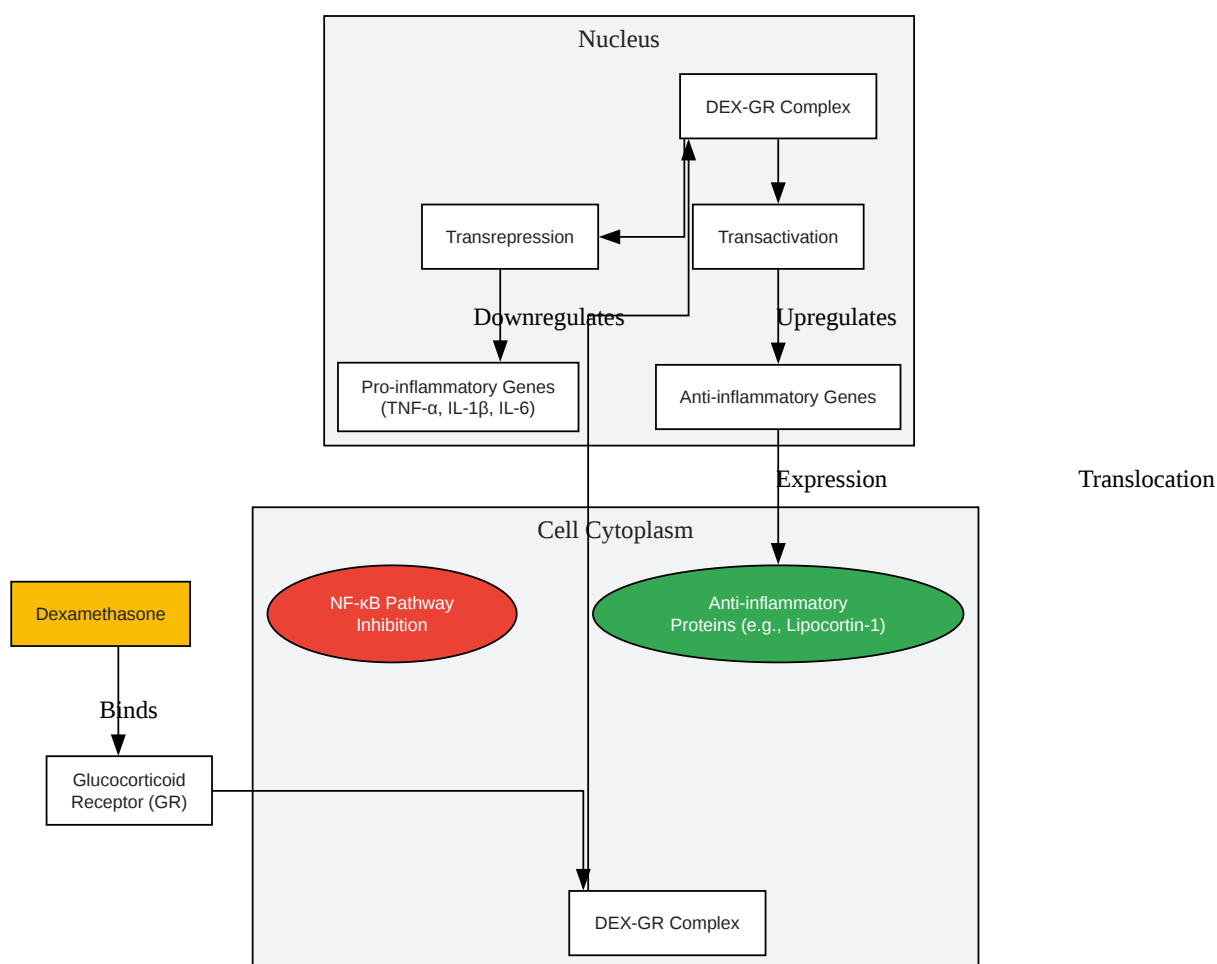 Nucleus
DEX-GR Complex
Transrepression
Transactivation
Downregulates
Upregulates
Pro-inflammatory Genes
(TNF-α, IL-1β, IL-6)
Anti-inflammatory Genes
Expression
Translocation
Cell Cytoplasm
Dexamethasone
NF-κB Pathway
Inhibition
Anti-inflammatory
Proteins (e.g., Lipocortin-1)
Binds
Glucocorticoid
Receptor (GR)
DEX-GR Complex